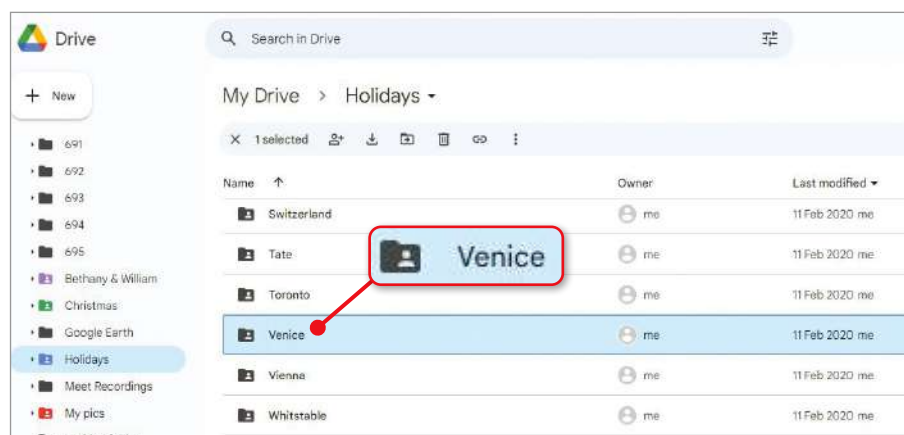 Drive
Search in Drive
New
691
692
693
694
695
Bethany & William
Christmas
Google Earth
Holidays
Meet Recordings
My pics
My Drive > Holidays
1 selected
Name Owner Last modified
Switzerland me 11 Feb 2020 me
Tate me 11 Feb 2020 me
Venice
Toronto me 11 Feb 2020 me
Venice me 11 Feb 2020 me
Vienna me 11 Feb 2020 me
Whitstable me 11 Feb 2020 me